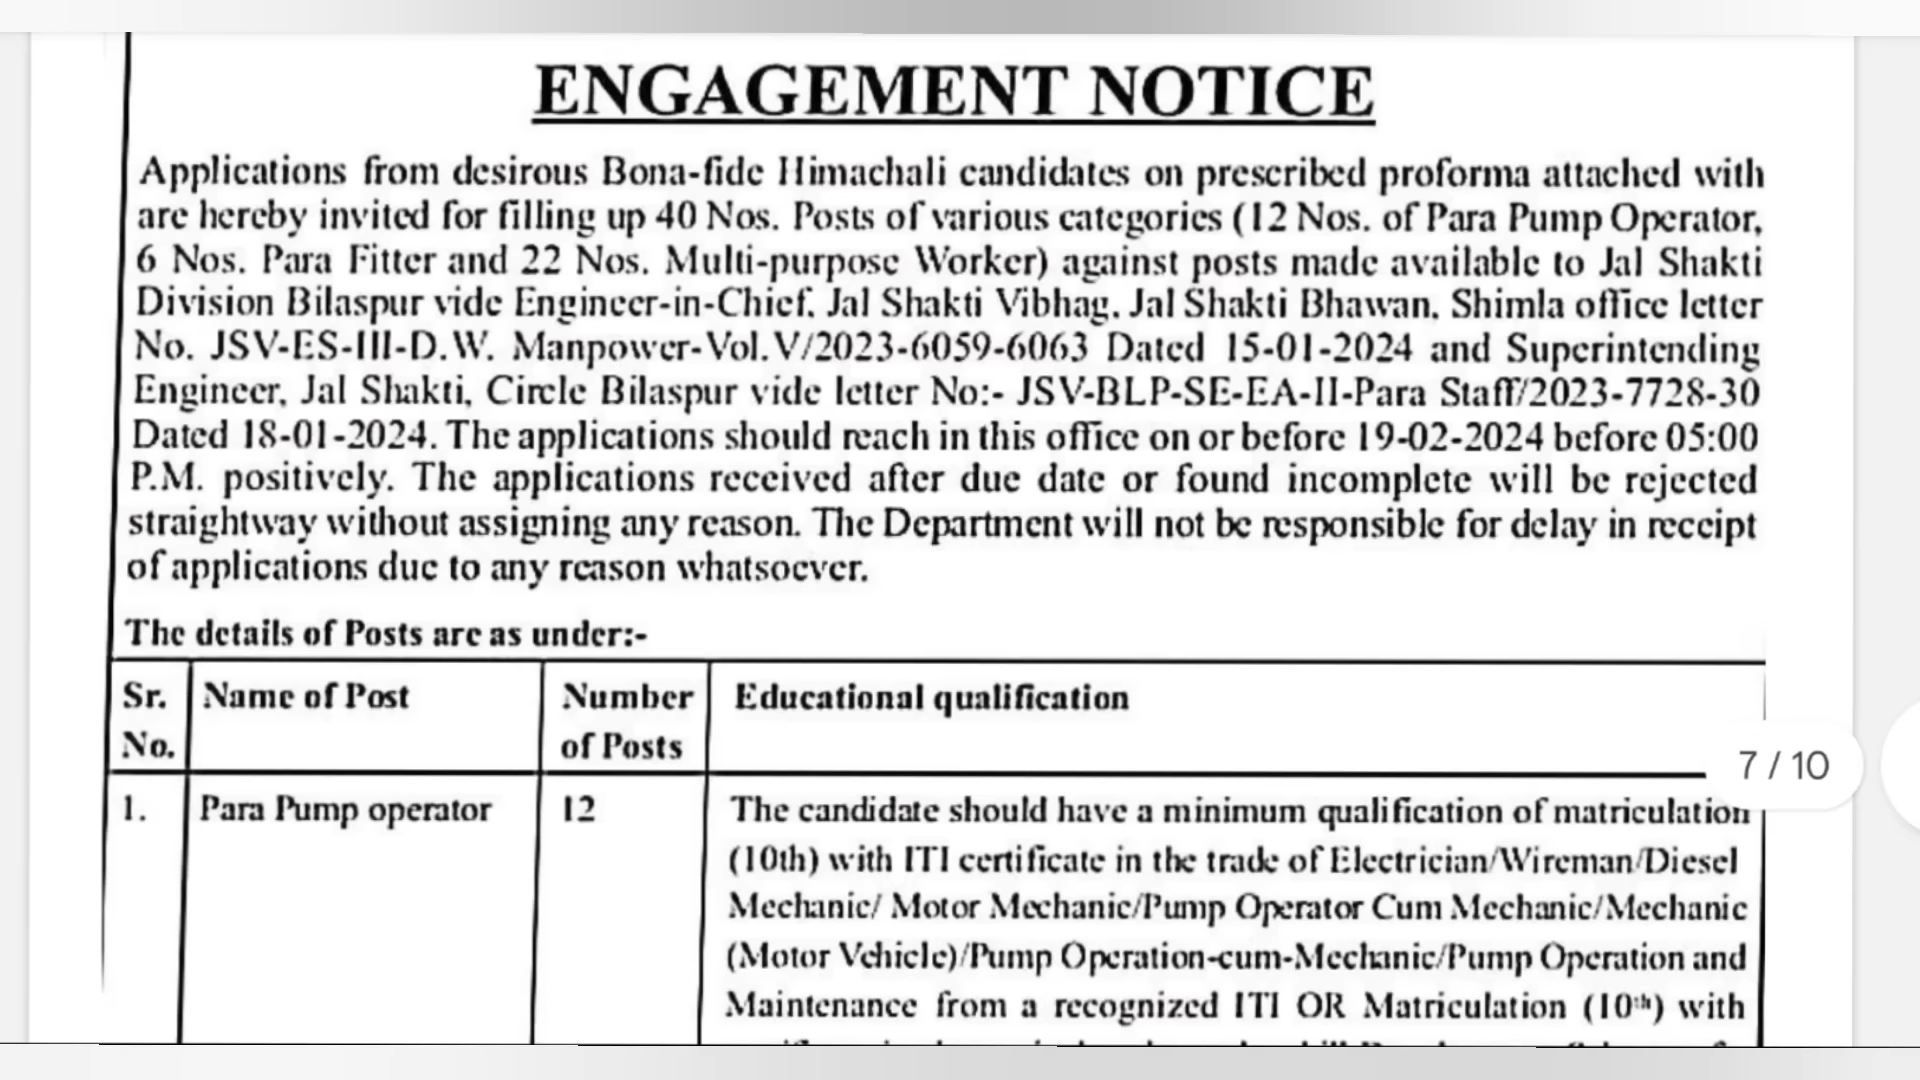 ENGAGEMENT NOTICE
Applications from desirous Bona-fide Himachali candidates on prescribed proforma attached with
are hereby invited for filling up 40 Nos. Posts of various categories (12 Nos. of Para Pump Operator,
6 Nos. Para Fitter and 22 Nos. Multi-purpose Worker) against posts made available to Jal Shakti
Division Bilaspur vide Engineer-in-Chief, Jal Shakti Vibhag, Jal Shakti Bhawan, Shimla office letter
No. JSV-ES-III-D.W. Manpower-Vol.V/2023-6059-6063 Dated 15-01-2024 and Superintending
Engineer, Jal Shakti, Circle Bilaspur vide letter No:- JSV-BLP-SE-EA-II-Para Staff/2023-7728-30
Dated 18-01-2024. The applications should reach in this office on or before 19-02-2024 before 05:00
P.M. positively. The applications received after due date or found incomplete will be rejected
straightway without assigning any reason. The Department will not be responsible for delay in receipt
of applications due to any reason whatsoever.
The details of Posts are as under:-
Sr. No. Name of Post Number of Posts Educational qualification
7 / 10
1. Para Pump operator 12 The candidate should have a minimum qualification of matriculation
(10th) with ITI certificate in the trade of Electrician/Wireman/Diesel
Mechanic/ Motor Mechanic/Pump Operator Cum Mechanic/Mechanic
(Motor Vehicle)/Pump Operation-cum-Mechanic/Pump Operation and
Maintenance from a recognized ITI OR Matriculation (10th) with